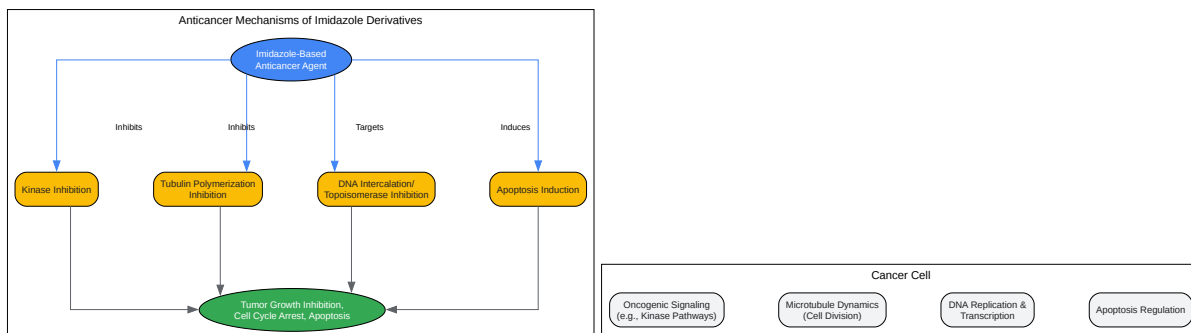 Anticancer Mechanisms of Imidazole Derivatives
Imidazole-Based
Anticancer Agent
Inhibits
Inhibits
Targets
Induces
Kinase Inhibition
Tubulin Polymerization
Inhibition
DNA Intercalation/
Topoisomerase Inhibition
Apoptosis Induction
Tumor Growth Inhibition,
Cell Cycle Arrest, Apoptosis
Cancer Cell
Oncogenic Signaling
(e.g., Kinase Pathways)
Microtubule Dynamics
(Cell Division)
DNA Replication &
Transcription
Apoptosis Regulation